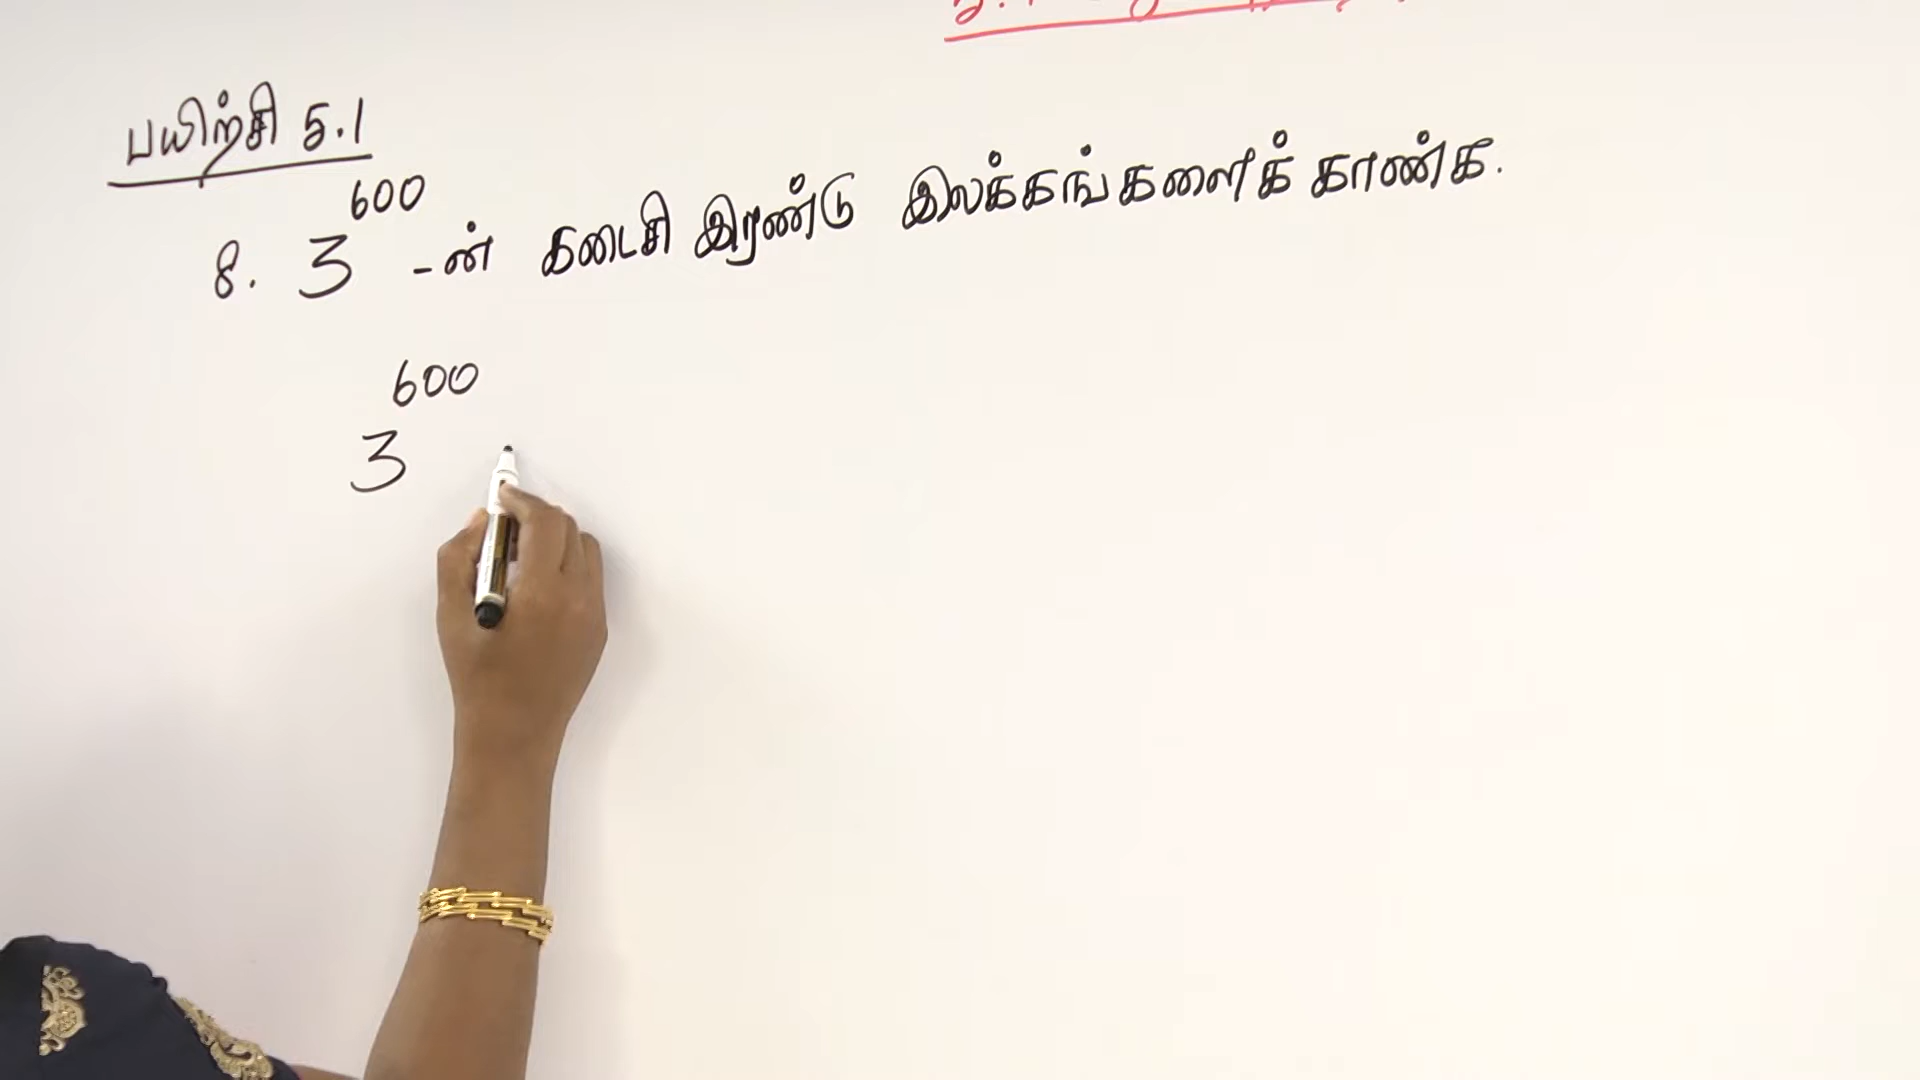 பயிற்சி 5.1
8. 3⁶⁰⁰ -ன் கடைசி இரண்டு இலக்கங்களைக் காண்க.
3⁶⁰⁰